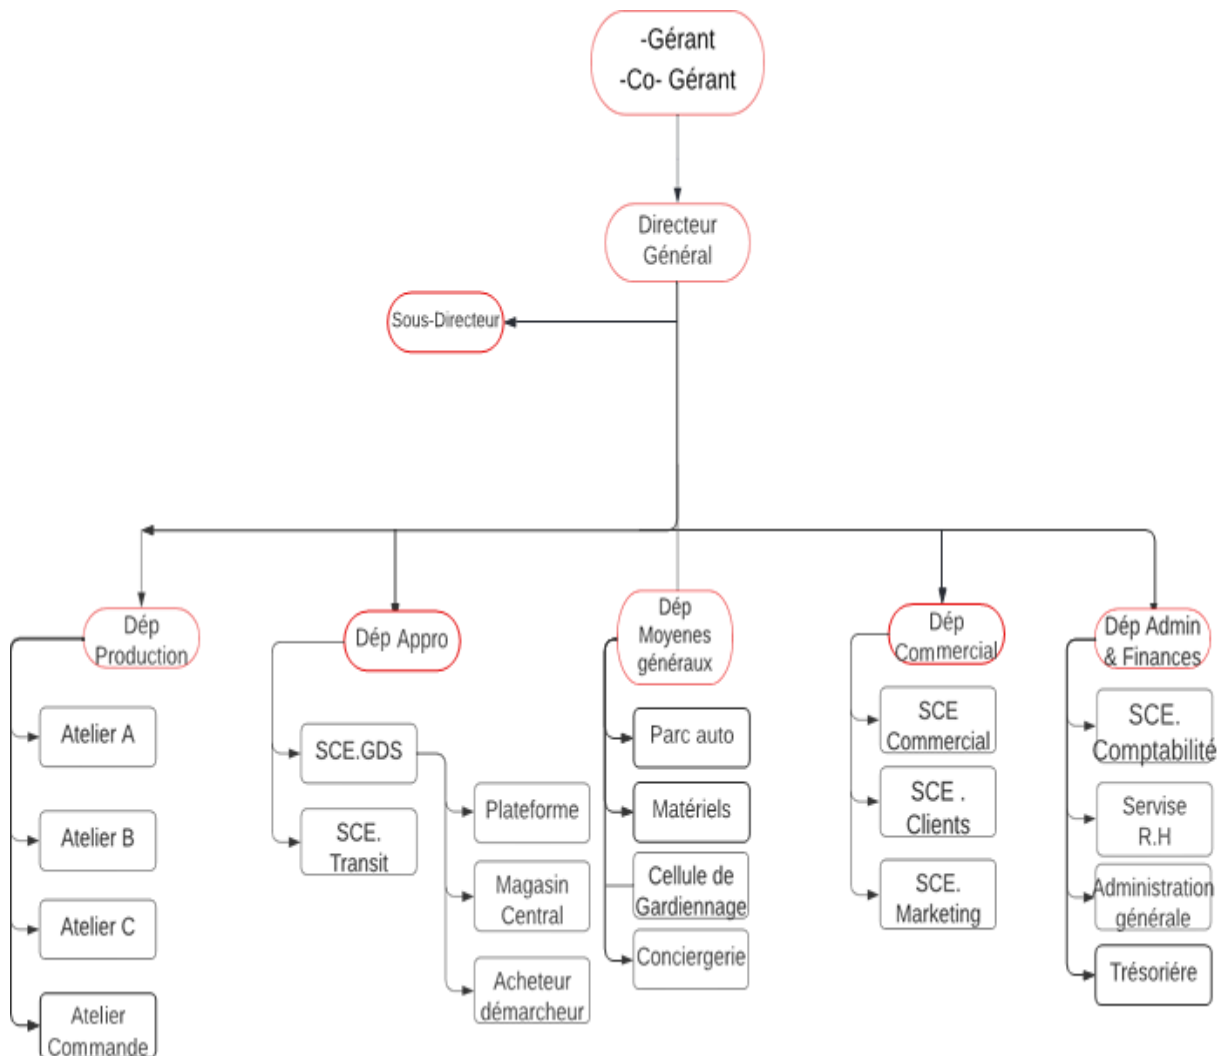 -Gérant
-Co- Gérant
Directeur
Général
Sous-Directeur
Dép
Production
Atelier A
Atelier B
Atelier C
Atelier
Commande
Dép Appro
SCE.GDS
SCE.
Transit
Plateforme
Magasin
Central
Acheteur
démarcheur
Dép
Moyenes
généraux
Parc auto
Matériels
Cellule de
Gardiennage
Conciergerie
Dép
Commercial
SCE
Commercial
SCE .
Clients
SCE.
Marketing
Dép Admin
& Finances
SCE.
Comptabilité
Servise
R.H
Administration
générale
Trésoriére